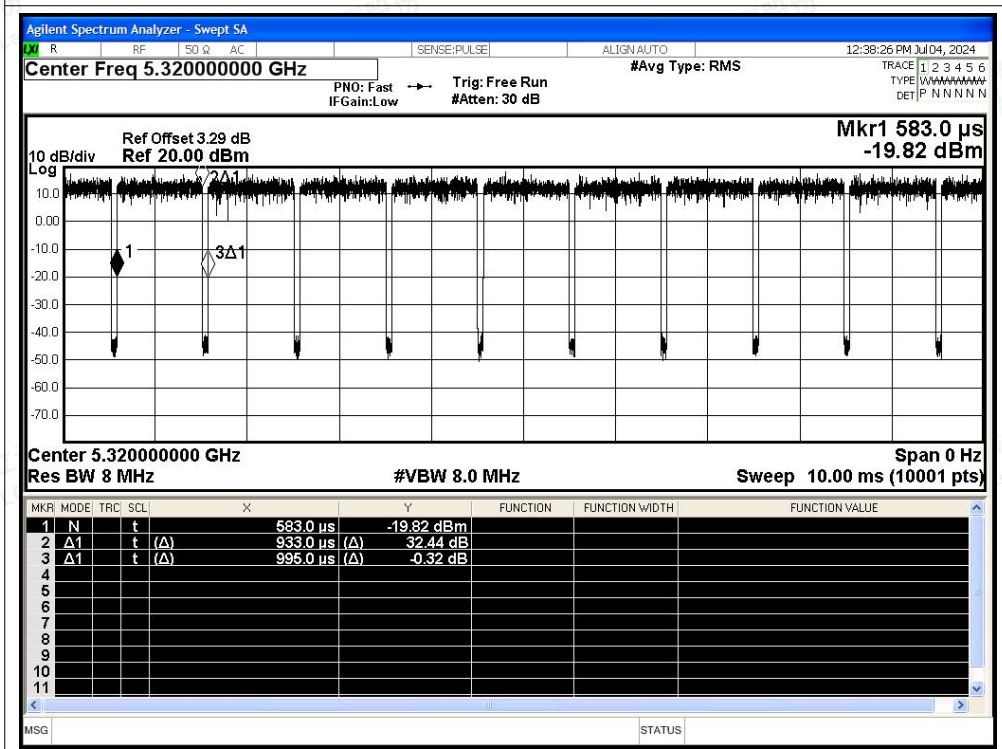 Agilent Spectrum Analyzer - Swept SA
LXI R RF 50 Ω AC SENSE:PULSE ALIGN AUTO 12:38:26 PM Jul 04, 2024
Center Freq 5.320000000 GHz #Avg Type: RMS TRACE 1 2 3 4 5 6
PNO: Fast Trig: Free Run TYPE WWWWWW
IFGain:Low #Atten: 30 dB DET P N N N N N
Mkr1 583.0 µs
Ref Offset 3.29 dB
10 dB/div Ref 20.00 dBm -19.82 dBm
Log
2Δ1
10.0
0.00
-10.0
1 3Δ1
-20.0
-30.0
-40.0
-50.0
-60.0
-70.0
Center 5.320000000 GHz Span 0 Hz
Res BW 8 MHz #VBW 8.0 MHz Sweep 10.00 ms (10001 pts)
MKR MODE TRC SCL X Y FUNCTION FUNCTION WIDTH FUNCTION VALUE
1 N t 583.0 µs -19.82 dBm
2 Δ1 t (Δ) 933.0 µs (Δ) 32.44 dB
3 Δ1 t (Δ) 995.0 µs (Δ) -0.32 dB
4
5
6
7
8
9
10
11
MSG STATUS